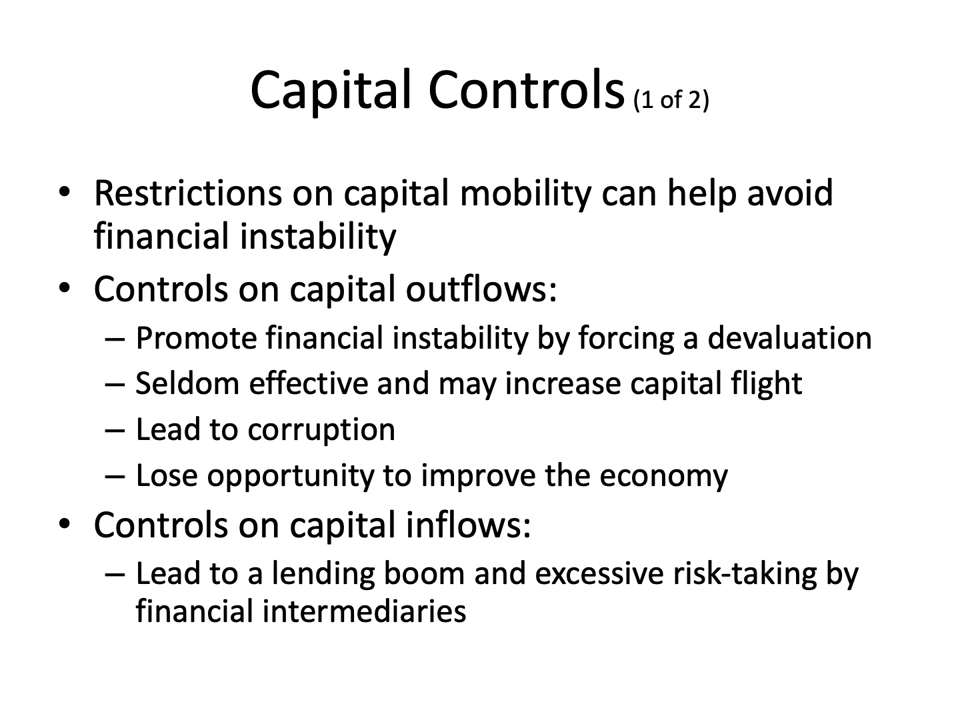 Capital Controls (1 of 2)
• Restrictions on capital mobility can help avoid
financial instability
• Controls on capital outflows:
– Promote financial instability by forcing a devaluation
– Seldom effective and may increase capital flight
– Lead to corruption
– Lose opportunity to improve the economy
• Controls on capital inflows:
– Lead to a lending boom and excessive risk-taking by
financial intermediaries